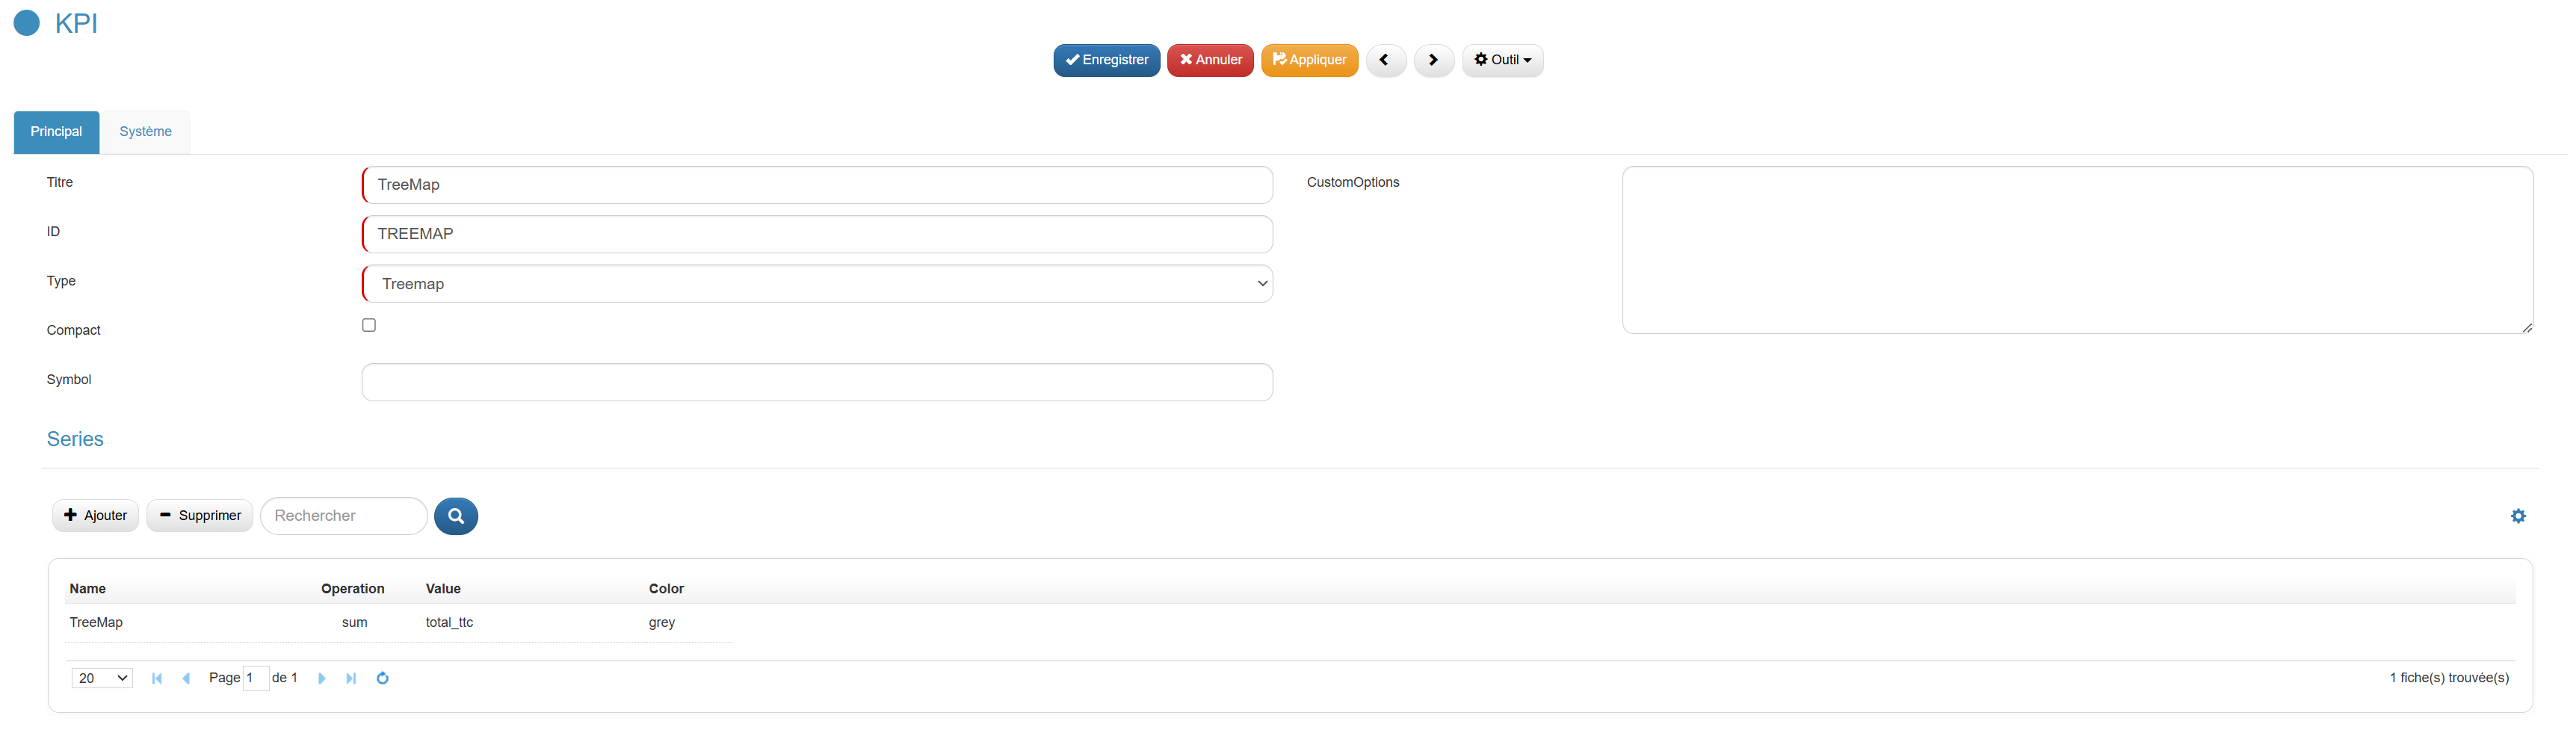 KPI
Enregistrer Annuler Appliquer Outil
Principal Système
Titre TreeMap CustomOptions
ID TREEMAP
Type Treemap
Compact
Symbol
Series
Ajouter Supprimer Rechercher
Name Operation Value Color
TreeMap sum total_ttc grey
20 Page 1 de 1 1 fiche(s) trouvée(s)